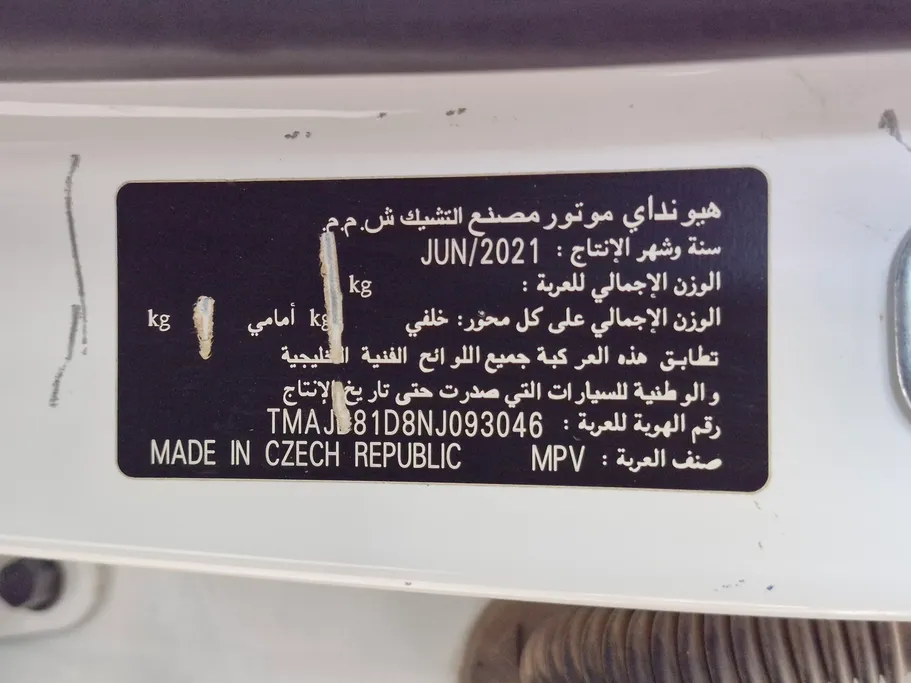 هيونداي موتور مصنع التشيك ش.م.م.
سنة وشهر الإنتاج : JUN/2021
الوزن الإجمالي للعربة : kg
الوزن الإجمالي على كل محور: خلفي kg أمامي kg
تطابق هذه المركبة جميع اللوائح الفنية الخليجية
والوطنية للسيارات التي صدرت حتى تاريخ الإنتاج
رقم الهوية للعربة :
صنف العربة : MPV MADE IN CZECH REPUBLIC